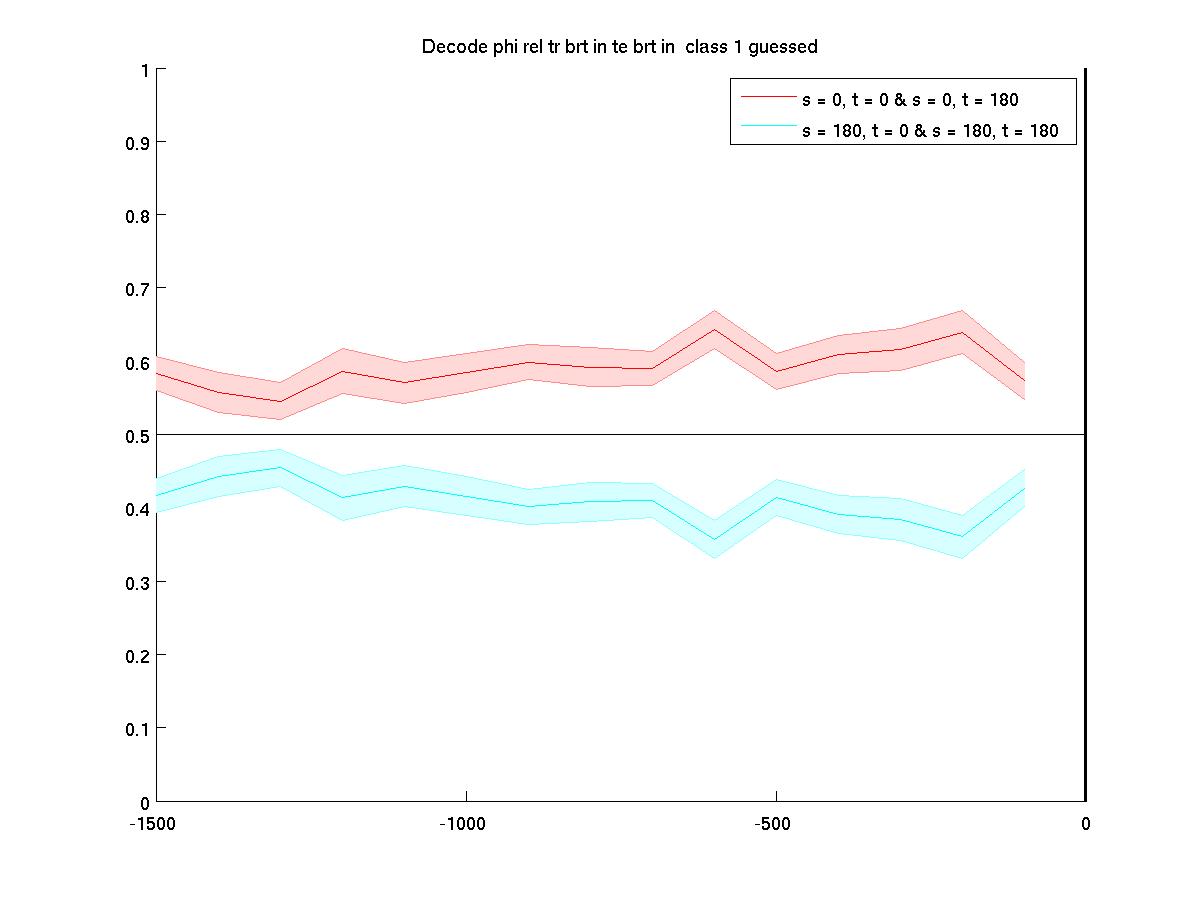 Decode phi rel tr brt in te brt in  class 1 guessed
s = 0, t = 0 & s = 0, t = 180
s = 180, t = 0 & s = 180, t = 180
1
0.9
0.8
0.7
0.6
0.5
0.4
0.3
0.2
0.1
0
-1500 -1000 -500 0